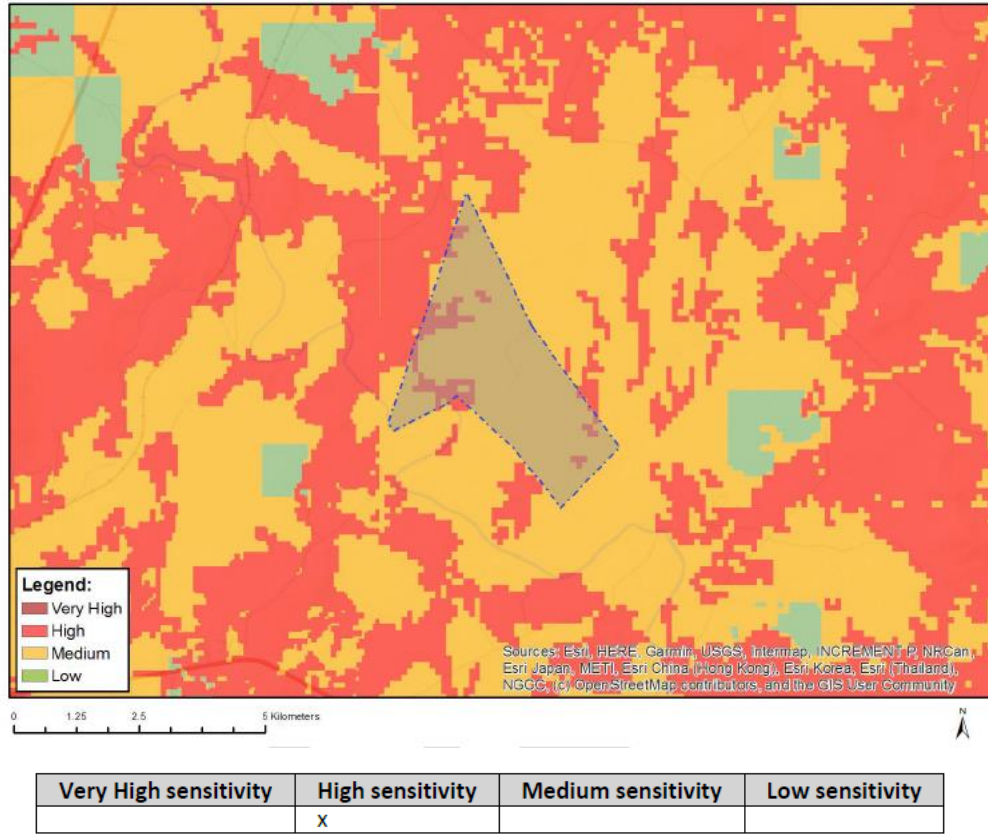 Legend:
Very High
High
Medium
Low
Sources: Esri, HERE, Garmin, USGS, Intermap, INCREMENT P, NRCan,
Esri Japan, METI, Esri China (Hong Kong), Esri Korea, Esri (Thailand),
NGCC, (c) OpenStreetMap contributors, and the GIS User Community
0 1.25 2.5 5 Kilometers
N
Very High sensitivity High sensitivity Medium sensitivity Low sensitivity
X